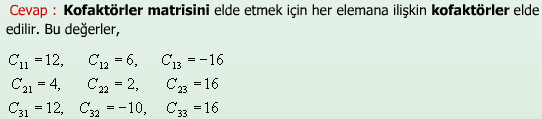 Cevap : Kofaktörler matrisini elde etmek için her elemana ilişkin kofaktörler elde
edilir. Bu değerler,
C₁₁ = 12, C₁₂ = 6, C₁₃ = −16
C₂₁ = 4, C₂₂ = 2, C₂₃ = 16
C₃₁ = 12, C₃₂ = −10, C₃₃ = 16